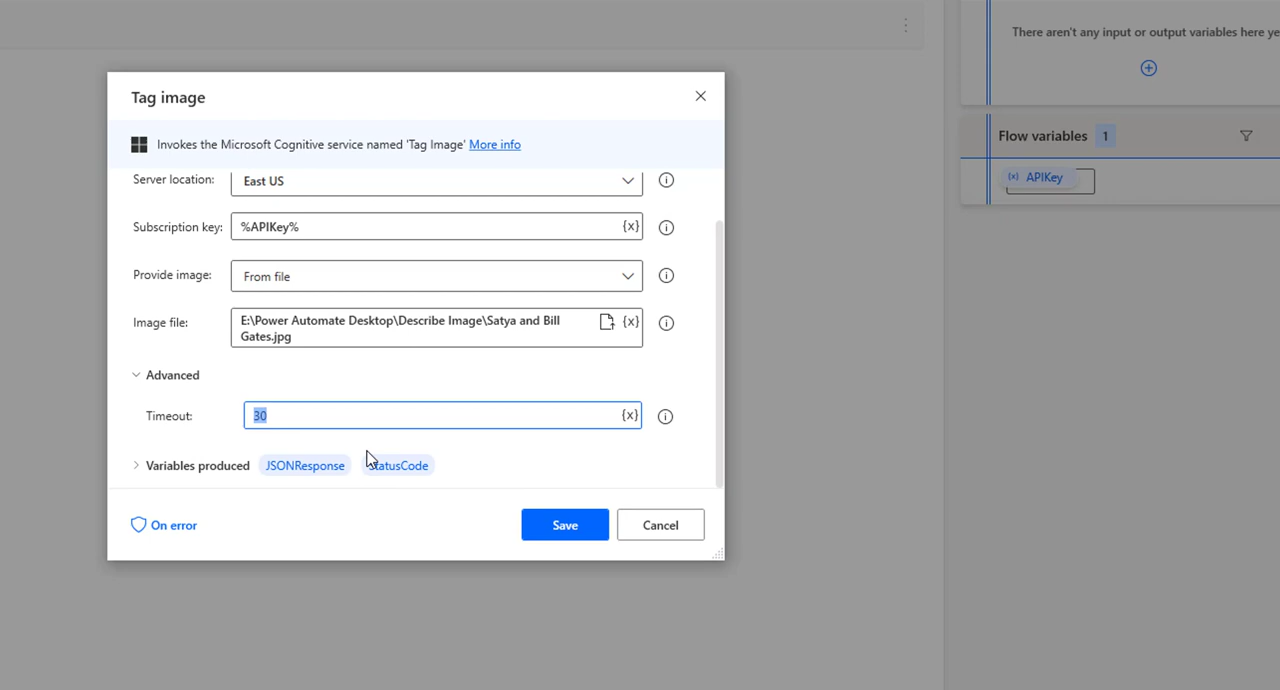 There aren't any input or output variables here ye
Tag image
Invokes the Microsoft Cognitive service named 'Tag Image' More info
Flow variables 1
Server location: East US
(x) APIKey
Subscription key: %APIKey% {x}
Provide image: From file
Image file: E:\Power Automate Desktop\Describe Image\Satya and Bill {x}
Gates.jpg
Advanced
Timeout: 30 {x}
Variables produced JSONResponse StatusCode
On error Save Cancel